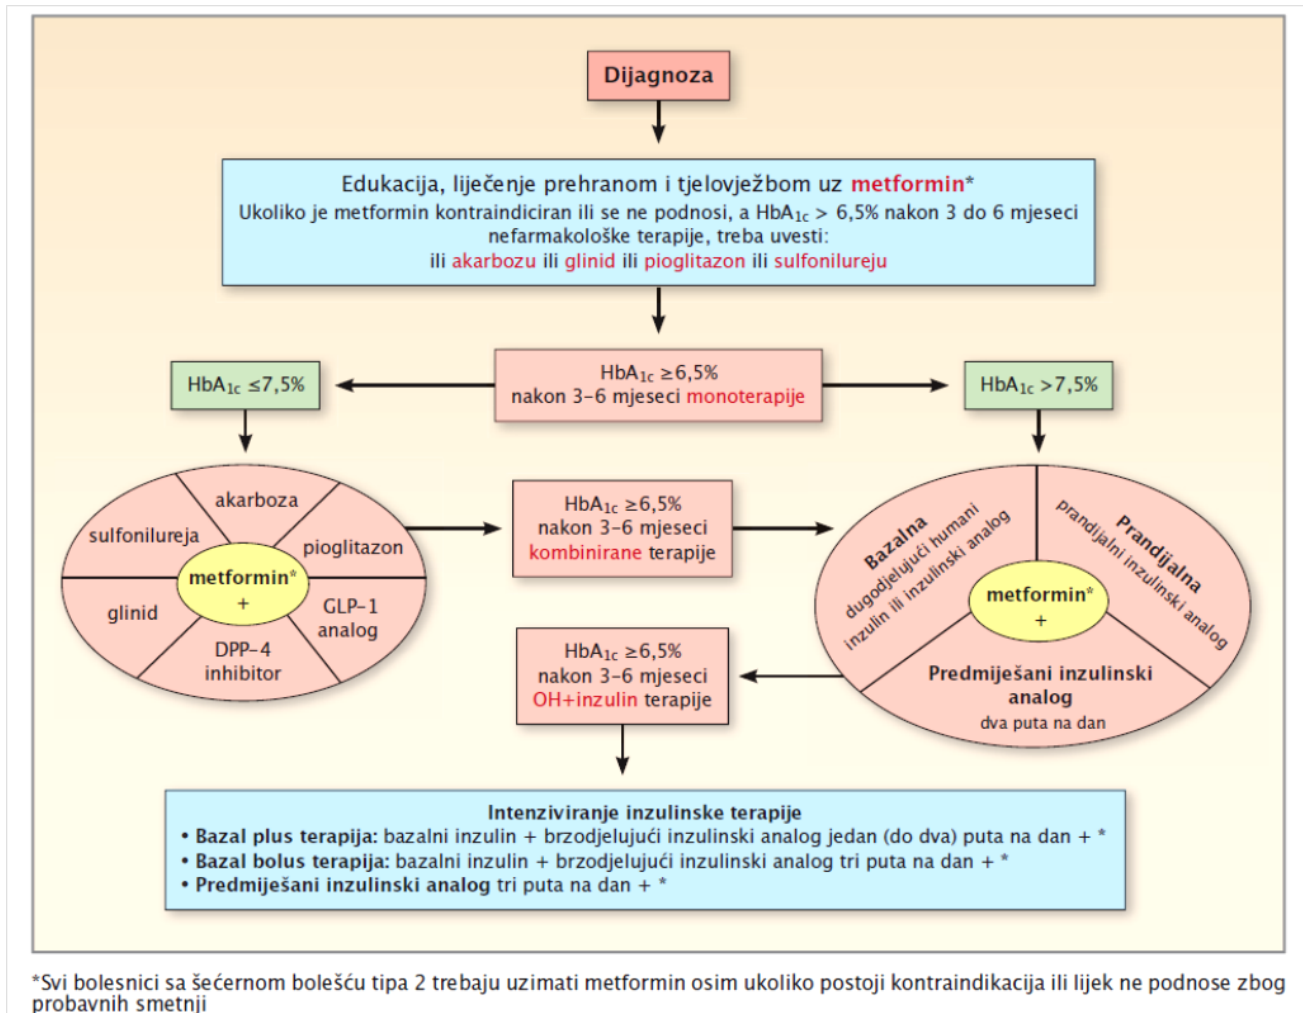 Dijagnoza
Edukacija, liječenje prehranom i tjelovježbom uz metformin*
Ukoliko je metformin kontraindiciran ili se ne podnosi, a HbA1c > 6,5% nakon 3 do 6 mjeseci
nefarmakološke terapije, treba uvesti:
ili akarbozu ili glinid ili pioglitazon ili sulfonilureju
HbA1c ≤7,5%
HbA1c ≥6,5%
nakon 3–6 mjeseci monoterapije
HbA1c >7,5%
akarboza
sulfonilureja
pioglitazon
metformin*
+
glinid
GLP-1
analog
DPP-4
inhibitor
HbA1c ≥6,5%
nakon 3–6 mjeseci
kombinirane terapije
Bazalna
dugodjelujući humani
inzulin ili inzulinski analog
Prandijalna
prandijalni inzulinski analog
metformin*
+
Predmiješani inzulinski
analog
dva puta na dan
HbA1c ≥6,5%
nakon 3–6 mjeseci
OH+inzulin terapije
Intenziviranje inzulinske terapije
• Bazal plus terapija: bazalni inzulin + brzodjelujući inzulinski analog jedan (do dva) puta na dan + *
• Bazal bolus terapija: bazalni inzulin + brzodjelujući inzulinski analog tri puta na dan + *
• Predmiješani inzulinski analog tri puta na dan + *
*Svi bolesnici sa šećernom bolešću tipa 2 trebaju uzimati metformin osim ukoliko postoji kontraindikacija ili lijek ne podnose zbog
probavnih smetnji